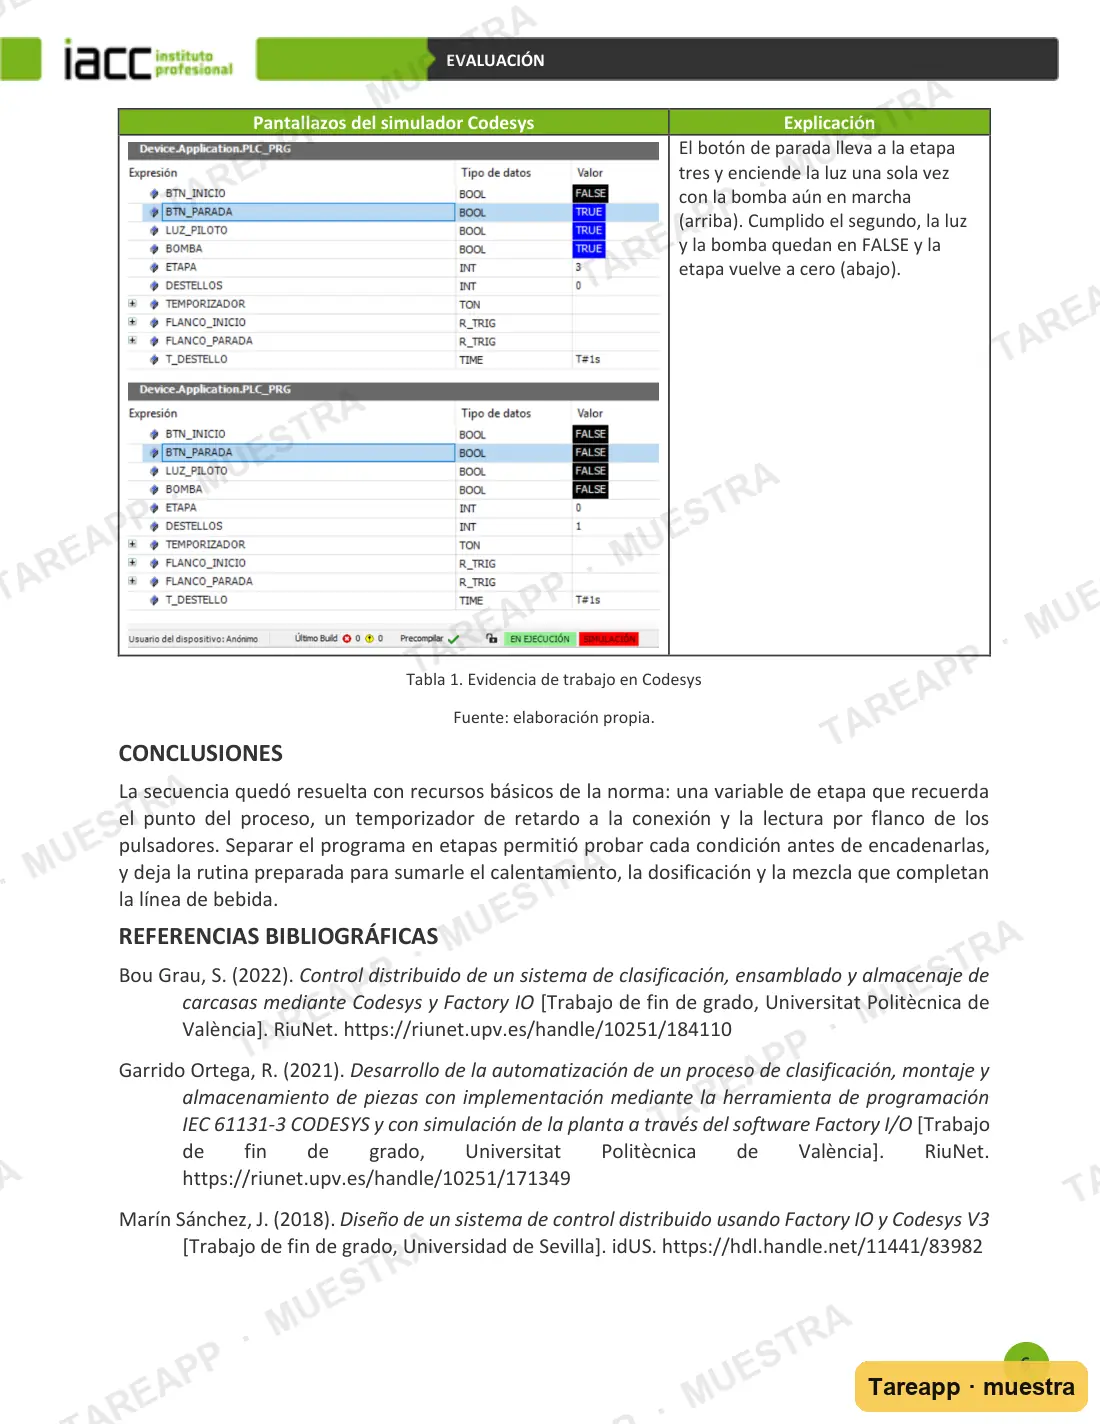 iacc instituto
profesional
EVALUACIÓN
Pantallazos del simulador Codesys
Explicación
Device.Application.PLC_PRG
Expresión Tipo de datos Valor
BTN_INICIO BOOL FALSE
BTN_PARADA BOOL TRUE
LUZ_PILOTO BOOL TRUE
BOMBA BOOL TRUE
ETAPA INT 3
DESTELLOS INT 0
TEMPORIZADOR TON
FLANCO_INICIO R_TRIG
FLANCO_PARADA R_TRIG
T_DESTELLO TIME T#1s
Device.Application.PLC_PRG
Expresión Tipo de datos Valor
BTN_INICIO BOOL FALSE
BTN_PARADA BOOL FALSE
LUZ_PILOTO BOOL FALSE
BOMBA BOOL FALSE
ETAPA INT 0
DESTELLOS INT 1
TEMPORIZADOR TON
FLANCO_INICIO R_TRIG
FLANCO_PARADA R_TRIG
T_DESTELLO TIME T#1s
Usuario del dispositivo: Anónimo Último Build 0 0 Precompilar EN EJECUCIÓN SIMULACIÓN
El botón de parada lleva a la etapa
tres y enciende la luz una sola vez
con la bomba aún en marcha
(arriba). Cumplido el segundo, la luz
y la bomba quedan en FALSE y la
etapa vuelve a cero (abajo).
Tabla 1. Evidencia de trabajo en Codesys
Fuente: elaboración propia.
CONCLUSIONES
La secuencia quedó resuelta con recursos básicos de la norma: una variable de etapa que recuerda
el punto del proceso, un temporizador de retardo a la conexión y la lectura por flanco de los
pulsadores. Separar el programa en etapas permitió probar cada condición antes de encadenarlas,
y deja la rutina preparada para sumarle el calentamiento, la dosificación y la mezcla que completan
la línea de bebida.
REFERENCIAS BIBLIOGRÁFICAS
Bou Grau, S. (2022). Control distribuido de un sistema de clasificación, ensamblado y almacenaje de
carcasas mediante Codesys y Factory IO [Trabajo de fin de grado, Universitat Politècnica de
València]. RiuNet. https://riunet.upv.es/handle/10251/184110
Garrido Ortega, R. (2021). Desarrollo de la automatización de un proceso de clasificación, montaje y
almacenamiento de piezas con implementación mediante la herramienta de programación
IEC 61131-3 CODESYS y con simulación de la planta a través del software Factory I/O [Trabajo
de fin de grado, Universitat Politècnica de València]. RiuNet.
https://riunet.upv.es/handle/10251/171349
Marín Sánchez, J. (2018). Diseño de un sistema de control distribuido usando Factory IO y Codesys V3
[Trabajo de fin de grado, Universidad de Sevilla]. idUS. https://hdl.handle.net/11441/83982
Tareapp · muestra
TAREAPP · MUESTRA